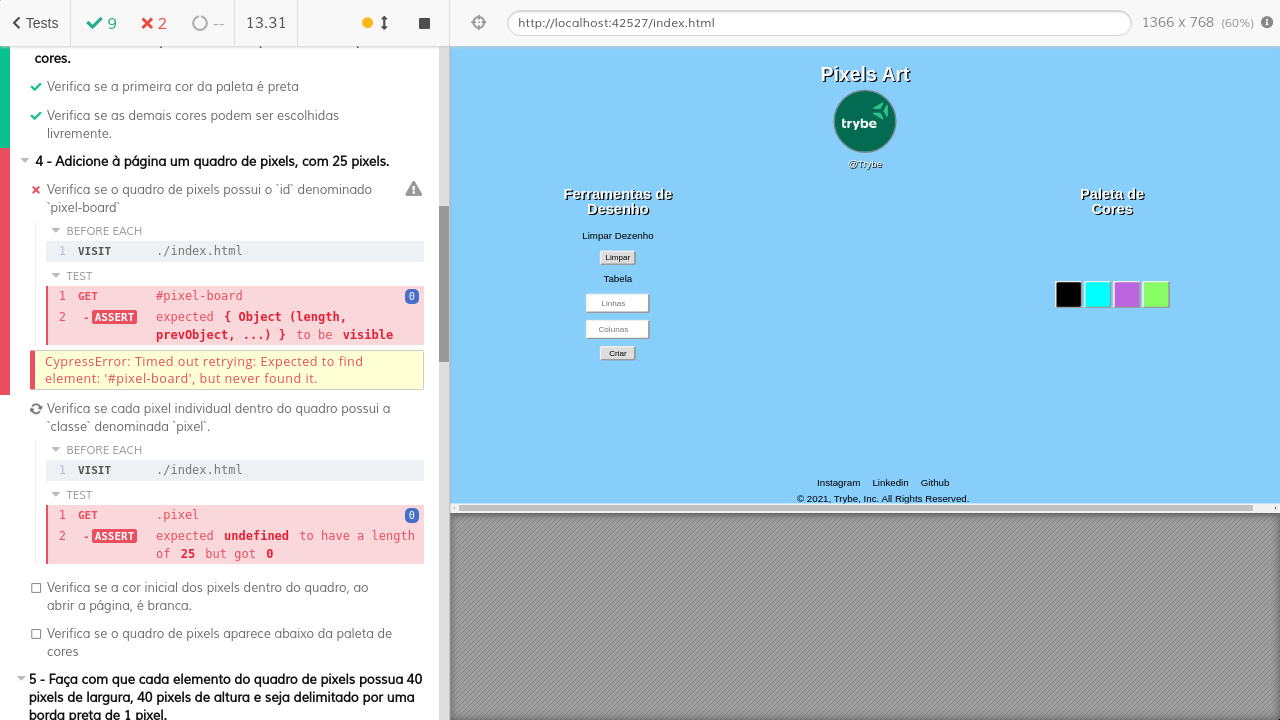 Tests
9
2
--
13.31
http://localhost:42527/index.html
1366 x 768 (60%)
cores.
Verifica se a primeira cor da paleta é preta
Verifica se as demais cores podem ser escolhidas
livremente.
4 - Adicione à página um quadro de pixels, com 25 pixels.
Verifica se o quadro de pixels possui o `id` denominado
`pixel-board`
BEFORE EACH
1 VISIT ./index.html
TEST
1 GET #pixel-board 0
2 -ASSERT expected { Object (length,
prevObject, ...) } to be visible
CypressError: Timed out retrying: Expected to find
element: '#pixel-board', but never found it.
Verifica se cada pixel individual dentro do quadro possui a
`classe` denominada `pixel`.
BEFORE EACH
1 VISIT ./index.html
TEST
1 GET .pixel 0
2 -ASSERT expected undefined to have a length
of 25 but got 0
Verifica se a cor inicial dos pixels dentro do quadro, ao
abrir a página, é branca.
Verifica se o quadro de pixels aparece abaixo da paleta de
cores
5 - Faça com que cada elemento do quadro de pixels possua 40
pixels de largura, 40 pixels de altura e seja delimitado por uma
borda preta de 1 pixel.
Pixels Art
trybe
@Trybe
Ferramentas de
Desenho
Limpar Dezenho
Limpar
Tabela
Linhas
Colunas
Criar
Paleta de
Cores
Instagram Linkedin Github
© 2021, Trybe, Inc. All Rights Reserved.